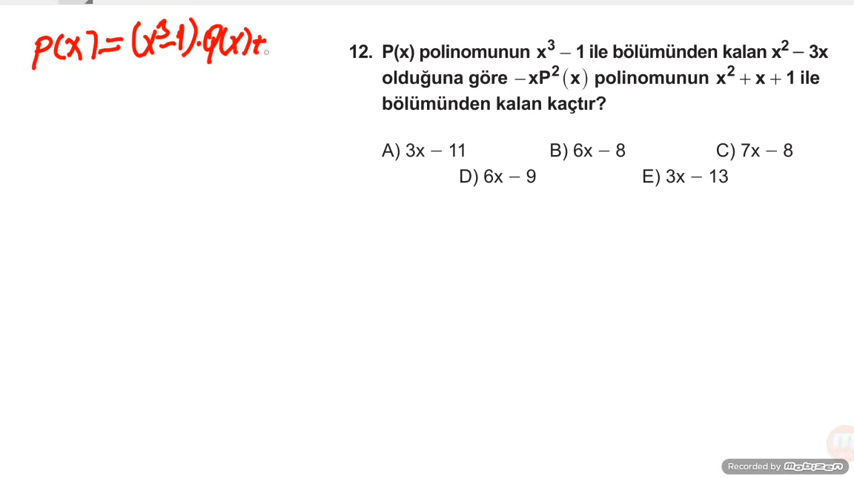 P(x) = (x³-1).Q(x)+
12. P(x) polinomunun x³ – 1 ile bölümünden kalan x² – 3x
olduğuna göre –xP²(x) polinomunun x² + x + 1 ile
bölümünden kalan kaçtır?
A) 3x – 11 B) 6x – 8 C) 7x – 8
D) 6x – 9 E) 3x – 13
Recorded by mobizen